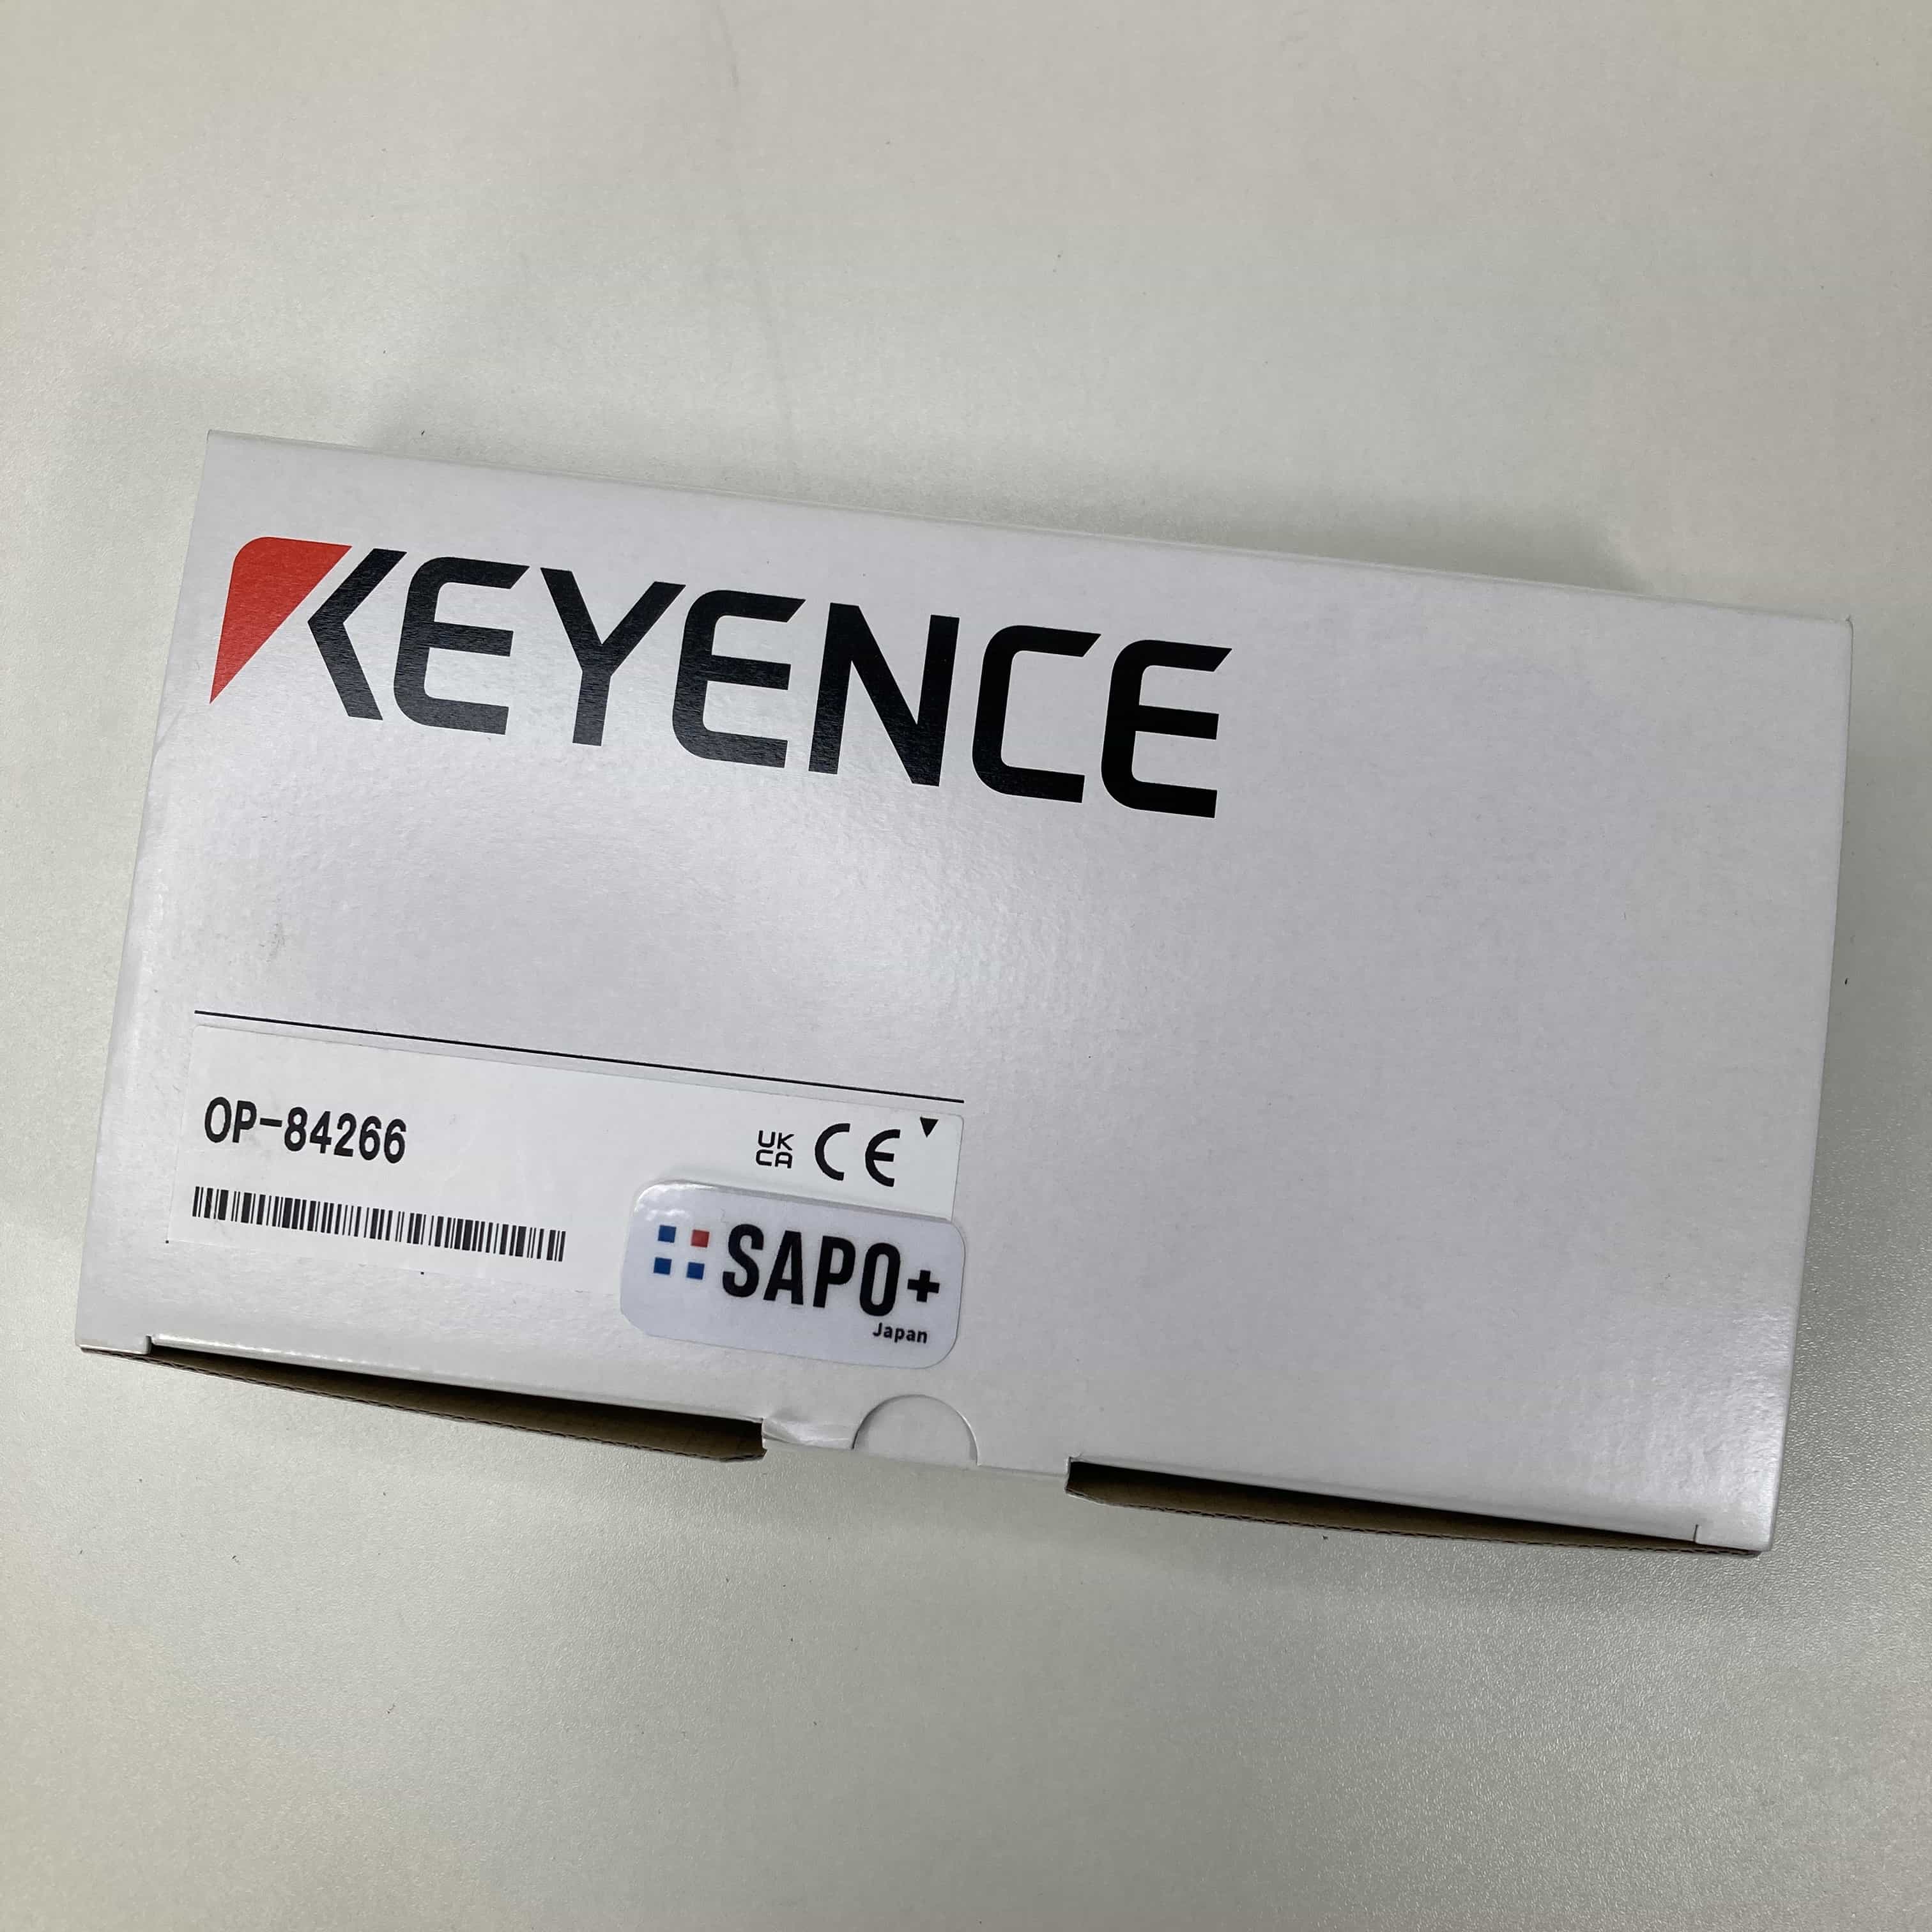 KEYENCE
OP-84266
UK
CA
CE
SAPO+
Japan